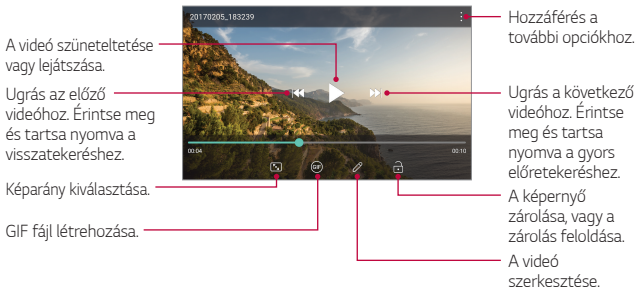 20170205_183239
A videó szüneteltetése
vagy lejátszása.
Ugrás az előző
videóhoz. Érintse meg
és tartsa nyomva a
visszatekeréshez.
Képarány kiválasztása.
GIF fájl létrehozása.
00:04
00:10
GIF
Hozzáférés a
további opciókhoz.
Ugrás a következő
videóhoz. Érintse
meg és tartsa
nyomva a gyors
előretekeréshez.
A képernyő
zárolása, vagy a
zárolás feloldása.
A videó
szerkesztése.